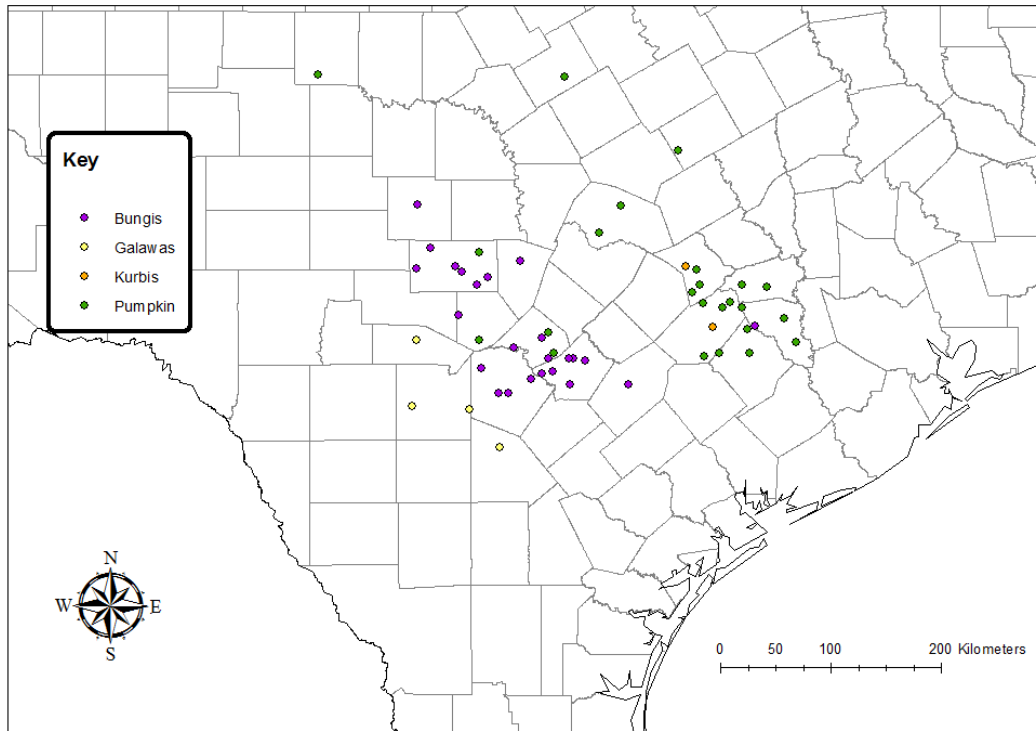 Key
Bungis
Galawas
Kurbis
Pumpkin
N
W E
S
0 50 100 200 Kilometers